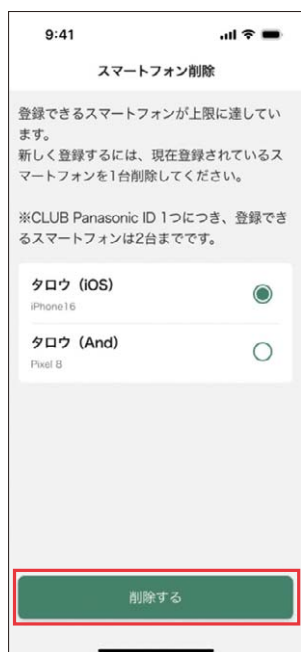 9:41
スマートフォン削除
登録できるスマートフォンが上限に達してい
ます。
新しく登録するには、現在登録されているス
マートフォンを1台削除してください。
※CLUB Panasonic ID 1つにつき、登録でき
るスマートフォンは2台までです。
タロウ（iOS）
iPhone16
タロウ（And）
Pixel 8
削除する